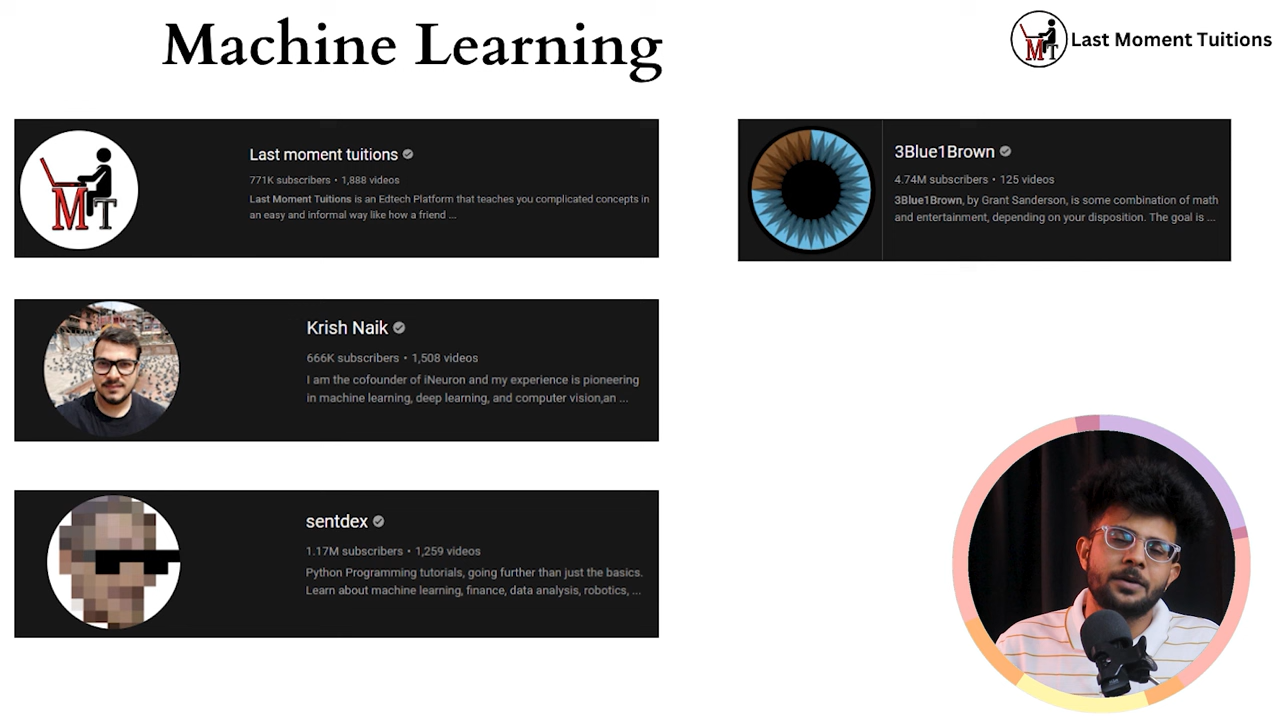 Machine Learning
MT
Last Moment Tuitions
MT
Last moment tuitions
771K subscribers • 1,888 videos
Last Moment Tuitions is an Edtech Platform that teaches you complicated concepts in
an easy and informal way like how a friend ...
3Blue1Brown
4.74M subscribers • 125 videos
3Blue1Brown, by Grant Sanderson, is some combination of math
and entertainment, depending on your disposition. The goal is ...
Krish Naik
666K subscribers • 1,508 videos
I am the cofounder of iNeuron and my experience is pioneering
in machine learning, deep learning, and computer vision,an ...
sentdex
1.17M subscribers • 1,259 videos
Python Programming tutorials, going further than just the basics.
Learn about machine learning, finance, data analysis, robotics, ...